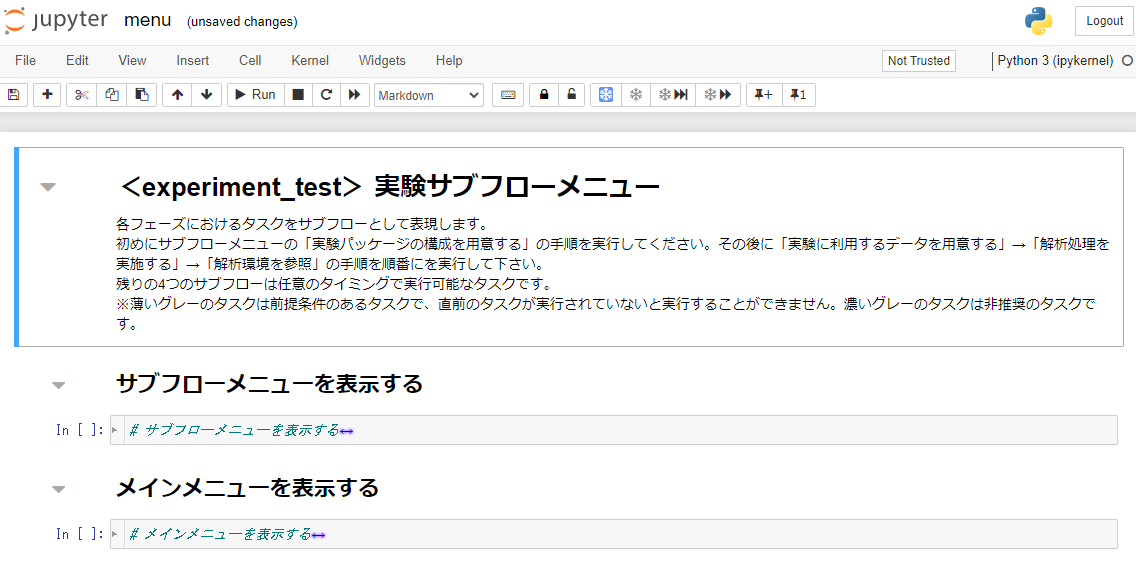 jupyter menu (unsaved changes) Logout
File Edit View Insert Cell Kernel Widgets Help Not Trusted Python 3 (ipykernel)
Run Markdown + 1
＜experiment_test＞ 実験サブフローメニュー
各フェーズにおけるタスクをサブフローとして表現します。
初めにサブフローメニューの「実験パッケージの構成を用意する」の手順を実行してください。その後に「実験に利用するデータを用意する」→「解析処理を
実施する」→「解析環境を参照」の手順を順番にを実行して下さい。
残りの4つのサブフローは任意のタイミングで実行可能なタスクです。
※薄いグレーのタスクは前提条件のあるタスクで、直前のタスクが実行されていないと実行することができません。濃いグレーのタスクは非推奨のタスクで
す。
サブフローメニューを表示する
In [ ]: # サブフローメニューを表示する
メインメニューを表示する
In [ ]: # メインメニューを表示する